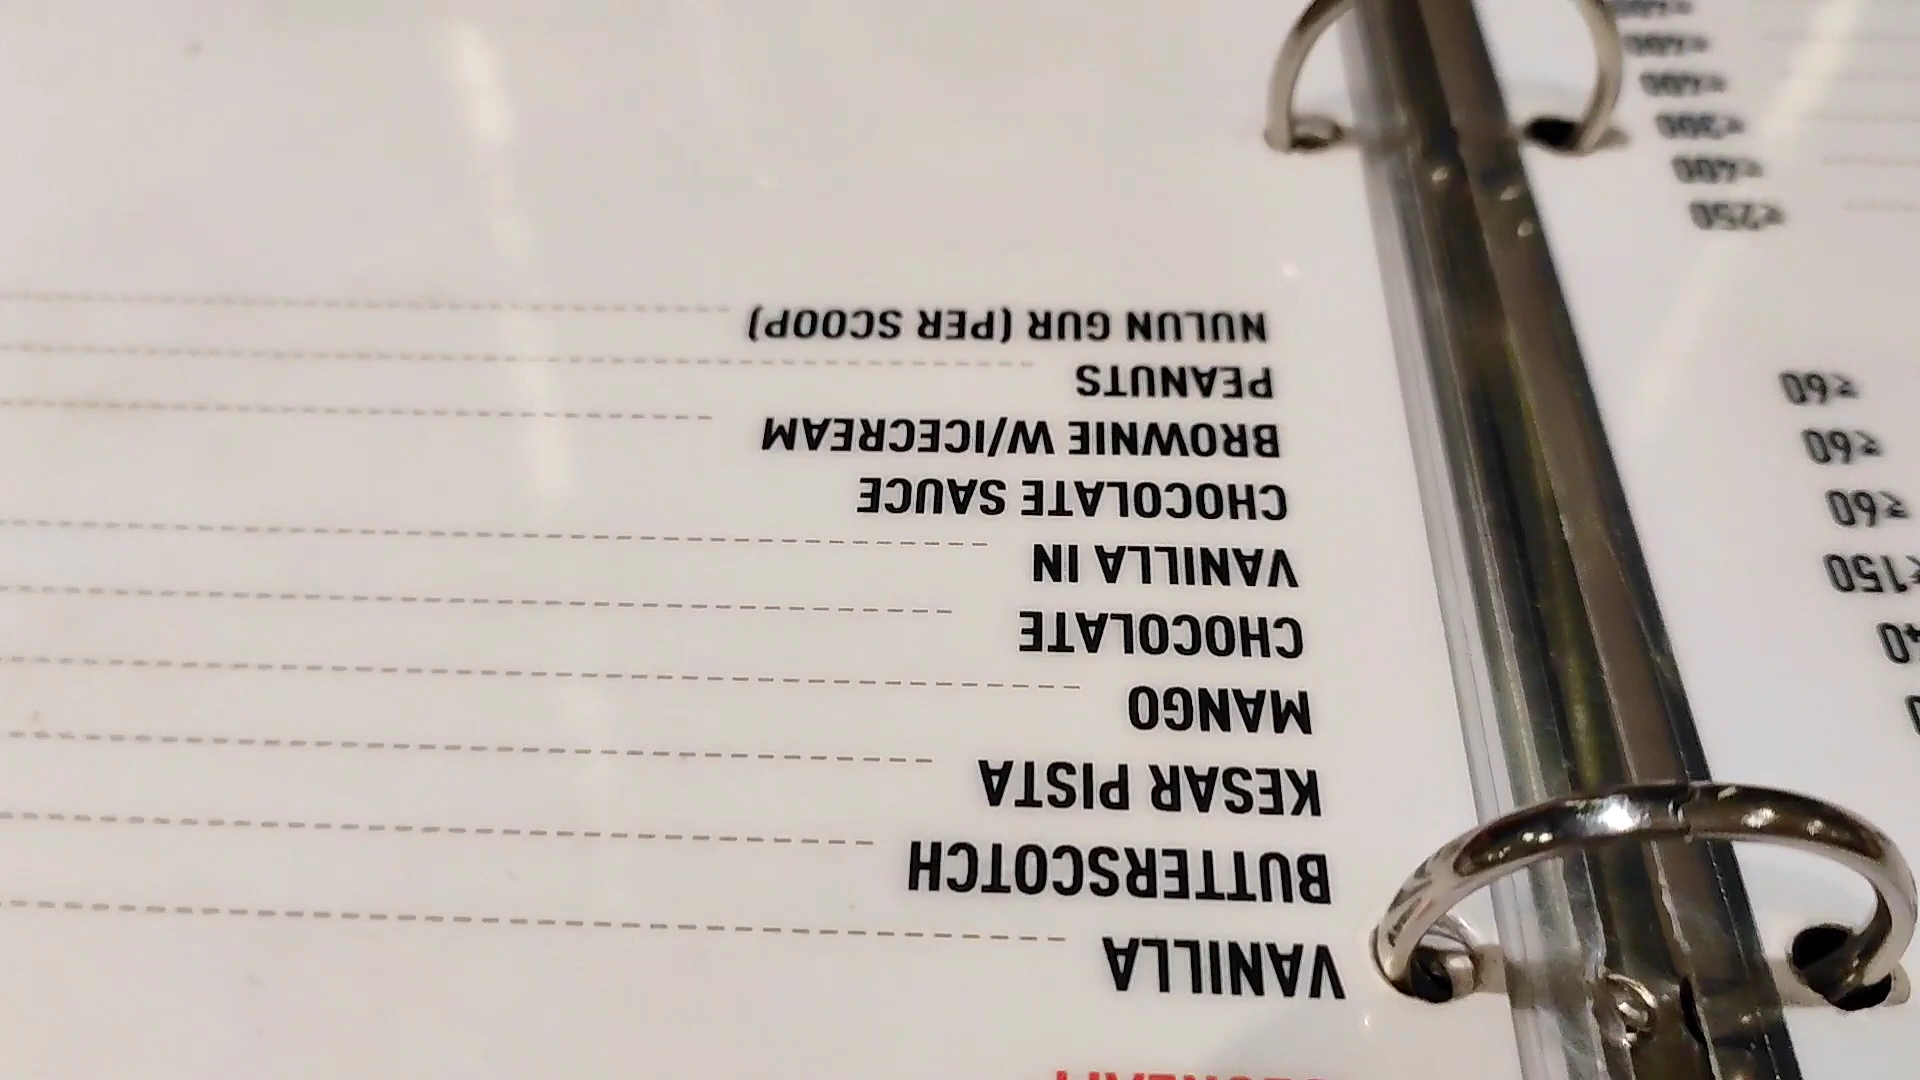 ₹150
₹60
₹60
₹60
₹250
₹400
₹300
₹400
₹400
VANILLA
BUTTERSCOTCH
KESAR PISTA
MANGO
CHOCOLATE
VANILLA IN
CHOCOLATE SAUCE
BROWNIE W/ICECREAM
PEANUTS
NULUN GUR (PER SCOOP)